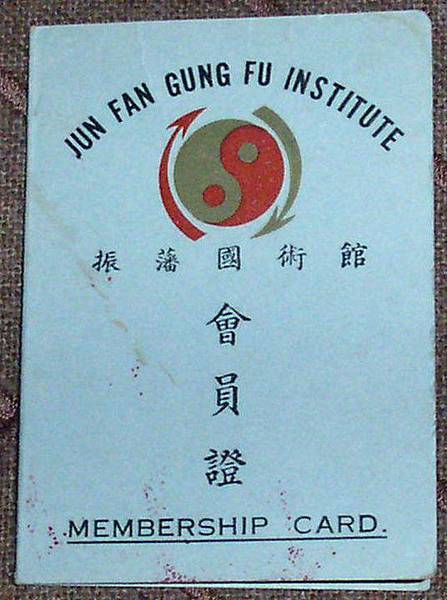 JUN FAN GUNG FU INSTITUTE
振藩國術館
會
員
證
MEMBERSHIP CARD.